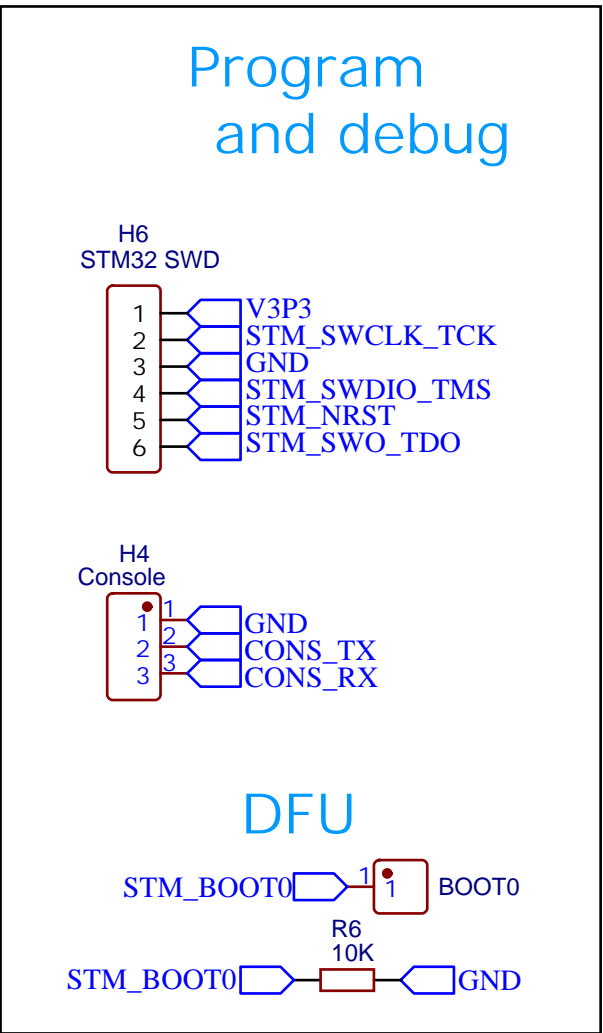 Program
and debug
H6
STM32 SWD
1 V3P3
2 STM_SWCLK_TCK
3 GND
4 STM_SWDIO_TMS
5 STM_NRST
6 STM_SWO_TDO
H4
Console
1 1 GND
2 2 CONS_TX
3 3 CONS_RX
DFU
STM_BOOT0 1 1 BOOT0
R6
10K
STM_BOOT0 GND